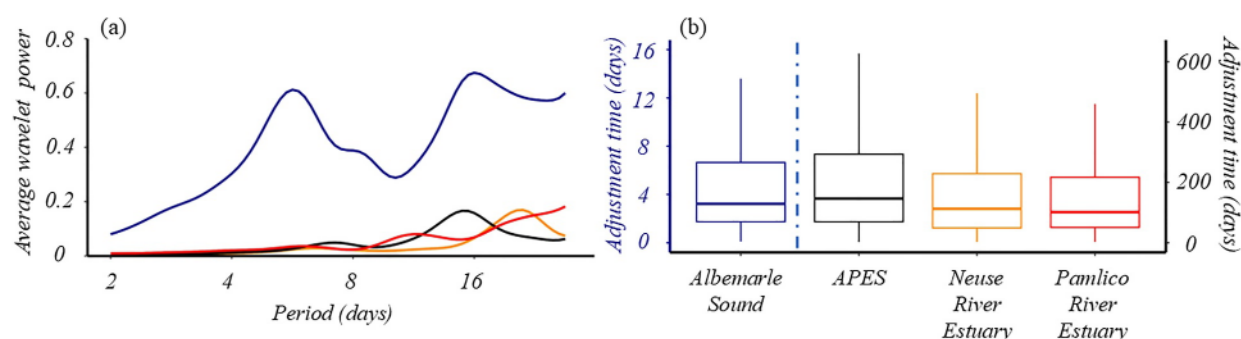 (a)
Average wavelet power
0.8
0.6
0.4
0.2
0
2
4
8
16
Period (days)
(b)
Adjustment time (days)
16
12
8
4
0
Albemarle
Sound
APES
Neuse
River
Estuary
Pamlico
River
Estuary
600
400
200
0
Adjustment time (days)